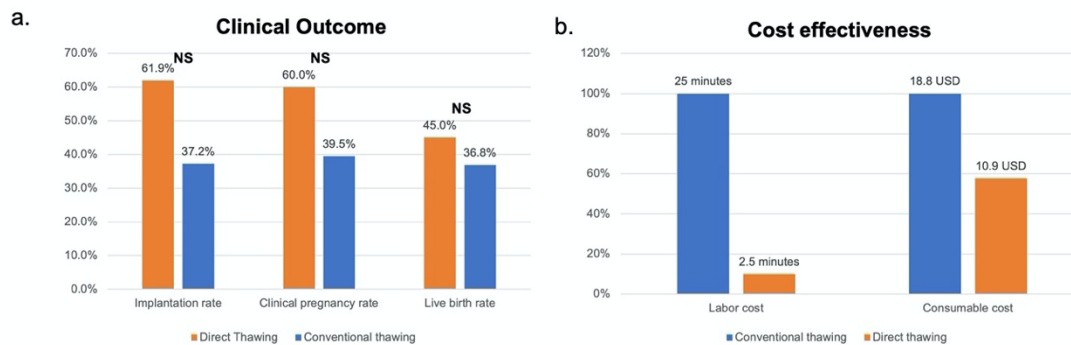 a.
Clinical Outcome
70.0%
60.0%
50.0%
40.0%
30.0%
20.0%
10.0%
0.0%
NS
61.9%
37.2%
NS
60.0%
39.5%
NS
45.0%
36.8%
Implantation rate
Clinical pregnancy rate
Live birth rate
Direct Thawing
Conventional thawing
b.
Cost effectiveness
120%
100%
80%
60%
40%
20%
0%
25 minutes
2.5 minutes
18.8 USD
10.9 USD
Labor cost
Consumable cost
Conventional thawing
Direct thawing